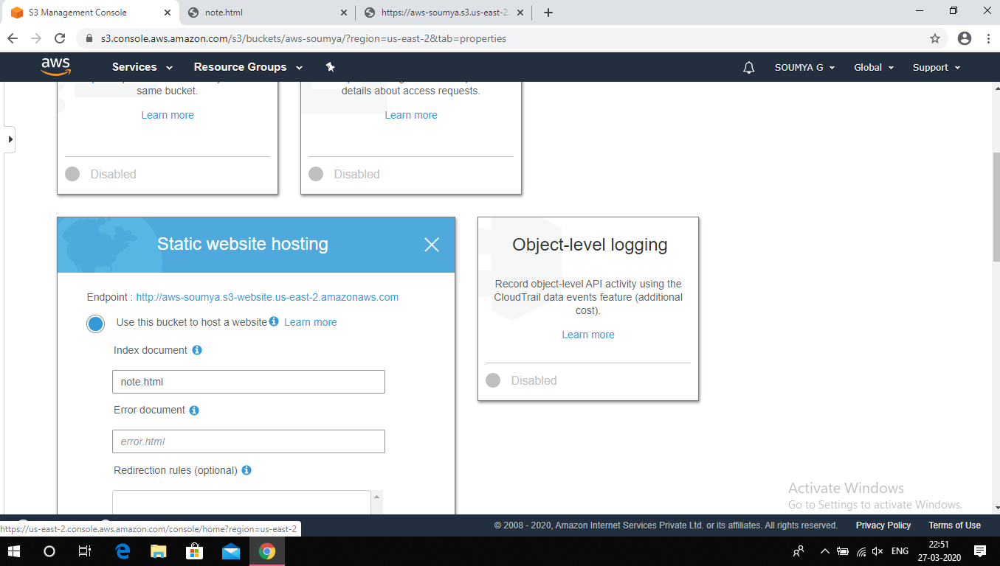 S3 Management Console
note.html
https://aws-soumya.s3.us-east-2.
s3.console.aws.amazon.com/s3/buckets/aws-soumya/?region=us-east-2&tab=properties
aws
Services
Resource Groups
SOUMYA G
Global
Support
same bucket.
details about access requests.
Learn more
Learn more
Disabled
Disabled
Static website hosting
Endpoint : http://aws-soumya.s3-website.us-east-2.amazonaws.com
Use this bucket to host a website
Learn more
Index document
note.html
Error document
error.html
Redirection rules (optional)
Object-level logging
Record object-level API activity using the
CloudTrail data events feature (additional
cost).
Learn more
Disabled
Activate Windows
Go to Settings to activate Windows.
https://us-east-2.console.aws.amazon.com/console/home?region=us-east-2
© 2008 - 2020, Amazon Internet Services Private Ltd. or its affiliates. All rights reserved.
Privacy Policy
Terms of Use
ENG
22:51
27-03-2020